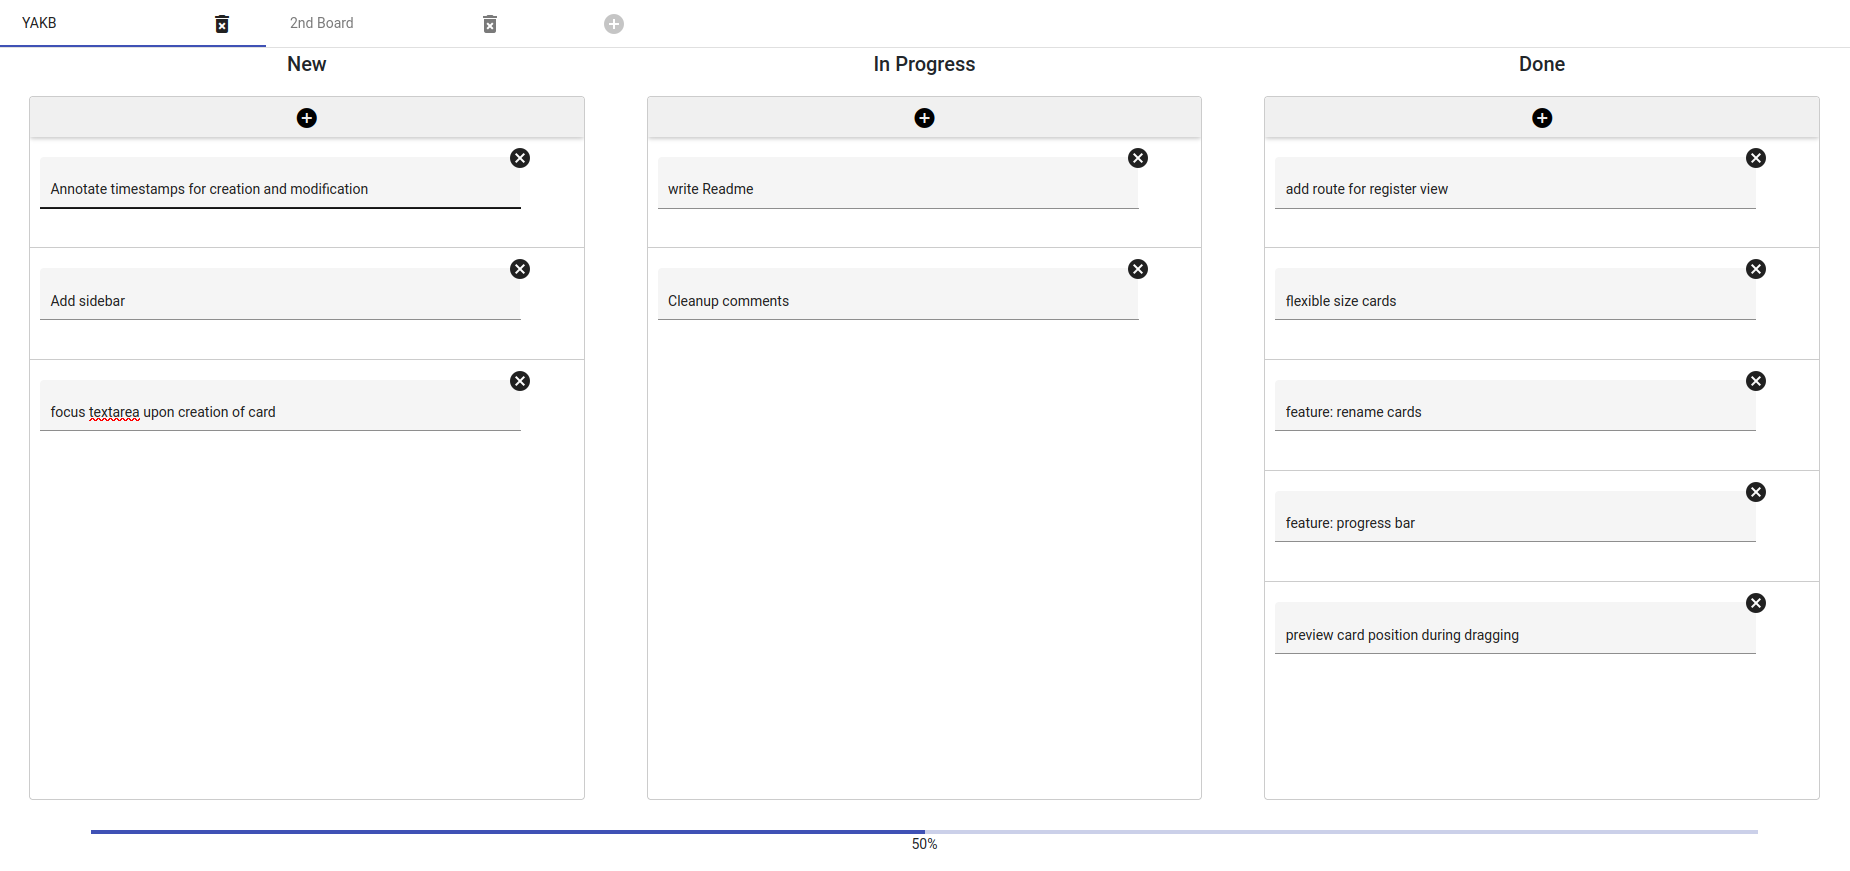 YAKB
2nd Board
New
In Progress
Done
Annotate timestamps for creation and modification
write Readme
add route for register view
Add sidebar
Cleanup comments
flexible size cards
focus textarea upon creation of card
feature: rename cards
feature: progress bar
preview card position during dragging
50%